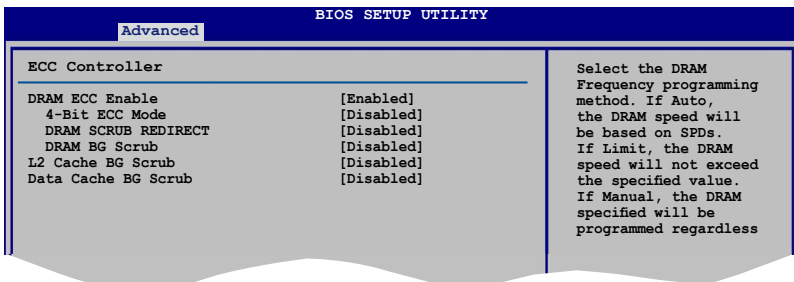 BIOS SETUP UTILITY
Advanced
ECC Controller
DRAM ECC Enable [Enabled]
4-Bit ECC Mode [Disabled]
DRAM SCRUB REDIRECT [Disabled]
DRAM BG Scrub [Disabled]
L2 Cache BG Scrub [Disabled]
Data Cache BG Scrub [Disabled]
Select the DRAM
Frequency programming
method. If Auto,
the DRAM speed will
be based on SPDs.
If Limit, the DRAM
speed will not exceed
the specified value.
If Manual, the DRAM
specified will be
programmed regardless